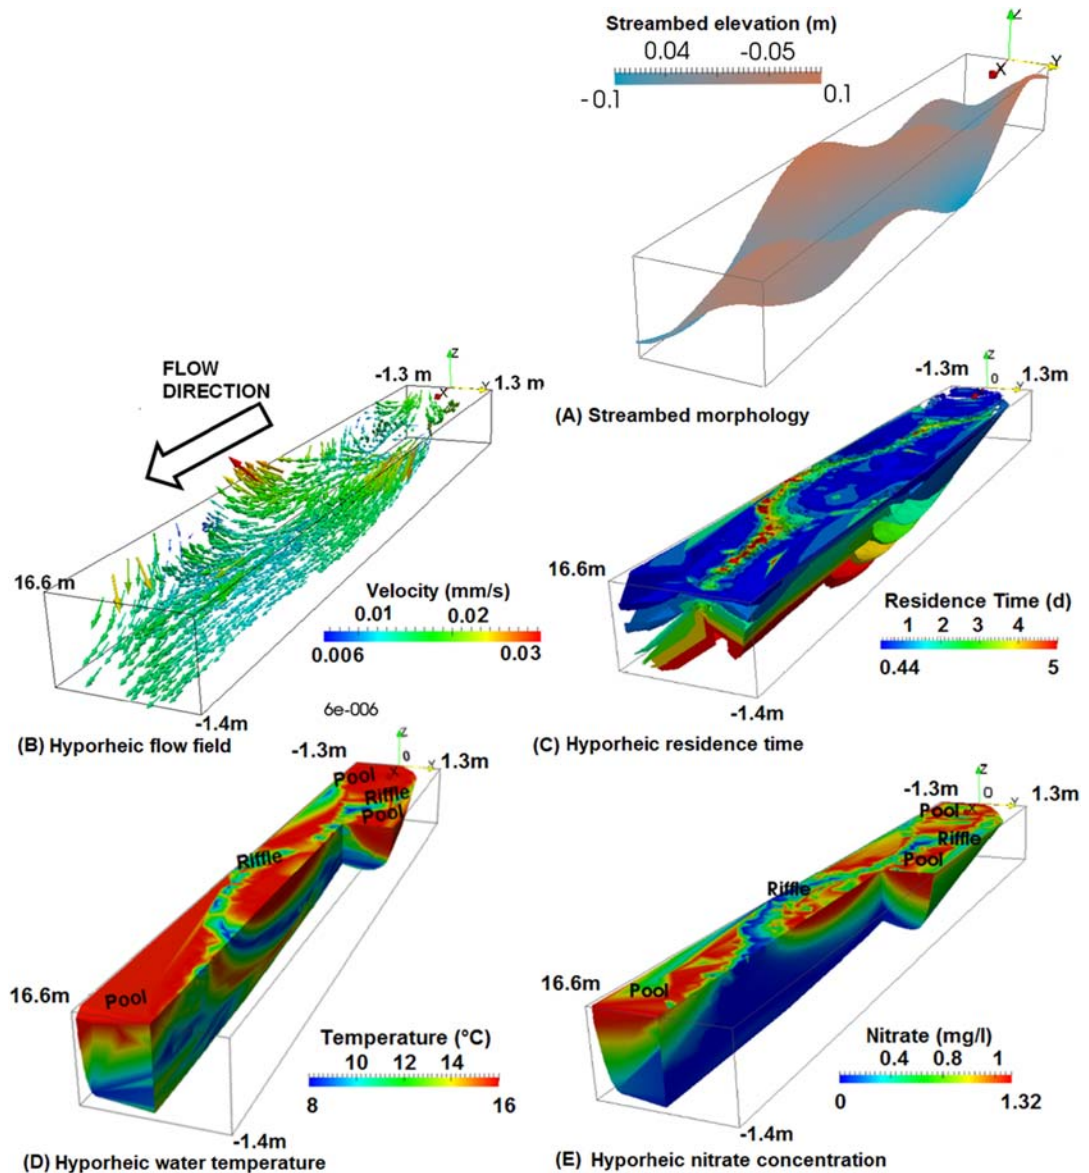 Streambed elevation (m)
0.04 -0.05
-0.1 0.1
Z
X Y
(A) Streambed morphology
FLOW
DIRECTION
-1.3 m Z 1.3 m
X Y
16.6 m
Velocity (mm/s)
0.01 0.02
0.006 0.03
-1.4m
(B) Hyporheic flow field
-1.3m Z 1.3m
0
X Y
16.6m
Residence Time (d)
1 2 3 4
0.44 5
-1.4m
(C) Hyporheic residence time
6e-006
-1.3m Z 1.3m
0
X Y
Pool
Riffle
Pool
Riffle
16.6m
Pool
Temperature (°C)
10 12 14
8 16
-1.4m
(D) Hyporheic water temperature
-1.3m Z 1.3m
0
X Y
Pool
Riffle
Pool
Riffle
16.6m
Pool
Nitrate (mg/l)
0.4 0.8 1
0 1.32
-1.4m
(E) Hyporheic nitrate concentration